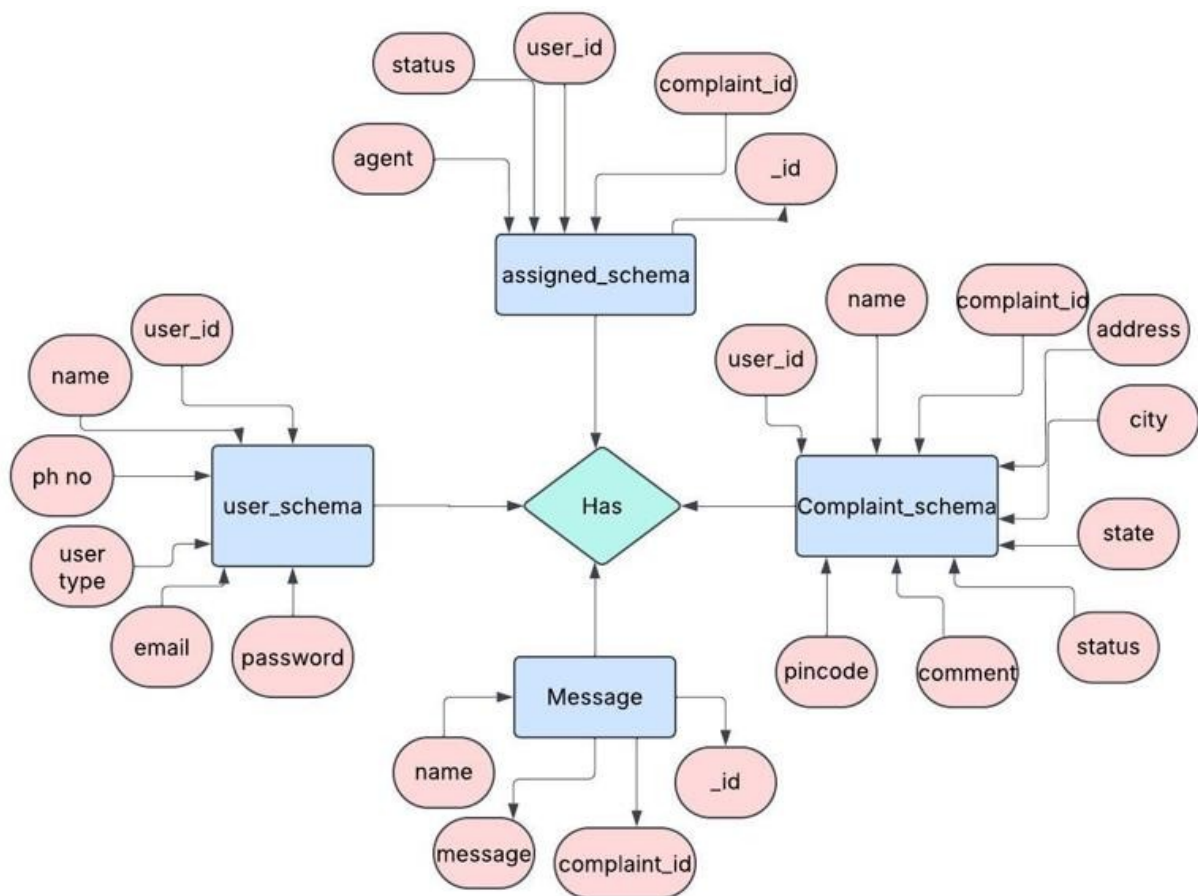 user_id
status
complaint_id
agent
_id
assigned_schema
name
complaint_id
user_id
address
user_id
name
city
ph no
user_schema
Has
Complaint_schema
state
user
type
email
password
pincode
comment
status
Message
name
_id
message
complaint_id